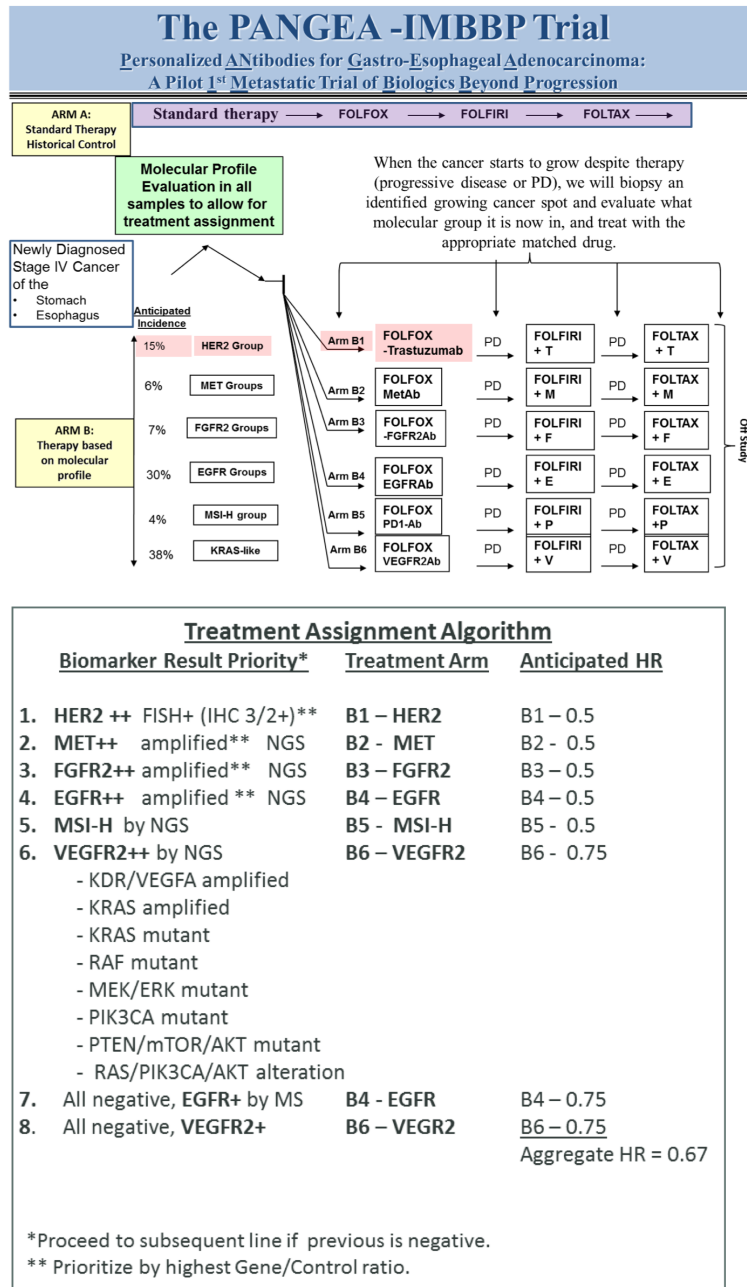 The PANGEA -IMBBP Trial
Personalized ANtibodies for Gastro-Esophageal Adenocarcinoma:
A Pilot 1st Metastatic Trial of Biologics Beyond Progression
ARM A:
Standard Therapy
Historical Control
Standard therapy → FOLFOX → FOLFIRI → FOLTAX →
Molecular Profile
Evaluation in all
samples to allow for
treatment assignment
When the cancer starts to grow despite therapy
(progressive disease or PD), we will biopsy an
identified growing cancer spot and evaluate what
molecular group it is now in, and treat with the
appropriate matched drug.
Newly Diagnosed
Stage IV Cancer
of the
• Stomach
• Esophagus
Anticipated
Incidence
15% HER2 Group
6% MET Groups
7% FGFR2 Groups
30% EGFR Groups
4% MSI-H group
38% KRAS-like
ARM B:
Therapy based
on molecular
profile
Arm B1
FOLFOX
-Trastuzumab
PD
FOLFIRI
+ T
PD
FOLTAX
+ T
Arm B2
FOLFOX
MetAb
PD
FOLFIRI
+ M
PD
FOLTAX
+ M
Arm B3
FOLFOX
-FGFR2Ab
PD
FOLFIRI
+ F
PD
FOLTAX
+ F
Arm B4
FOLFOX
EGFRAb
PD
FOLFIRI
+ E
PD
FOLTAX
+ E
Arm B5
FOLFOX
PD1-Ab
PD
FOLFIRI
+ P
PD
FOLTAX
+P
Arm B6
FOLFOX
VEGFR2Ab
PD
FOLFIRI
+ V
PD
FOLTAX
+ V
Off Study
Treatment Assignment Algorithm
Biomarker Result Priority* Treatment Arm Anticipated HR
1. HER2 ++ FISH+ (IHC 3/2+)** B1 – HER2 B1 – 0.5
2. MET++ amplified** NGS B2 - MET B2 - 0.5
3. FGFR2++ amplified** NGS B3 – FGFR2 B3 – 0.5
4. EGFR++ amplified ** NGS B4 – EGFR B4 – 0.5
5. MSI-H by NGS B5 - MSI-H B5 - 0.5
6. VEGFR2++ by NGS B6 – VEGFR2 B6 - 0.75
- KDR/VEGFA amplified
- KRAS amplified
- KRAS mutant
- RAF mutant
- MEK/ERK mutant
- PIK3CA mutant
- PTEN/mTOR/AKT mutant
- RAS/PIK3CA/AKT alteration
7. All negative, EGFR+ by MS B4 - EGFR B4 – 0.75
8. All negative, VEGFR2+ B6 – VEGR2 B6 – 0.75
Aggregate HR = 0.67
*Proceed to subsequent line if previous is negative.
** Prioritize by highest Gene/Control ratio.